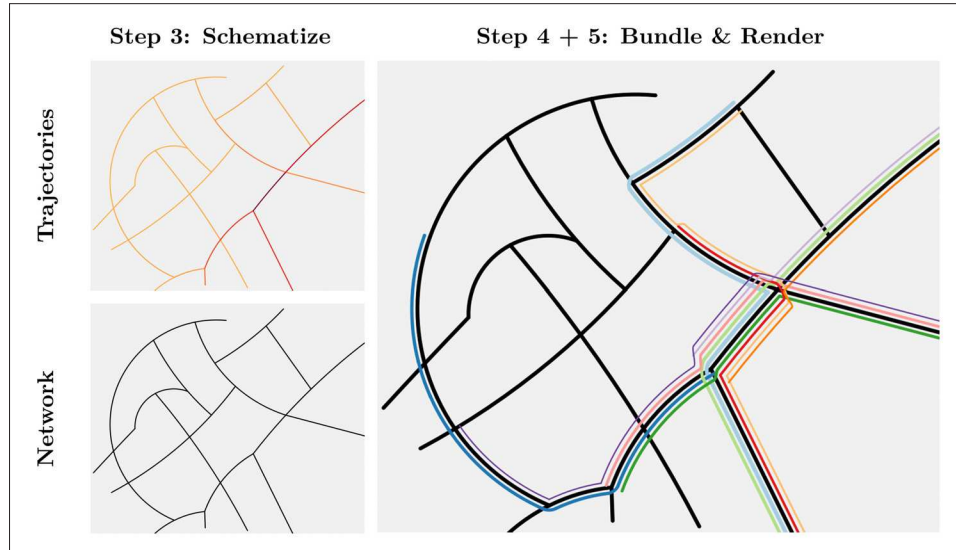 Step 3: Schematize
Step 4 + 5: Bundle & Render
Trajectories
Network